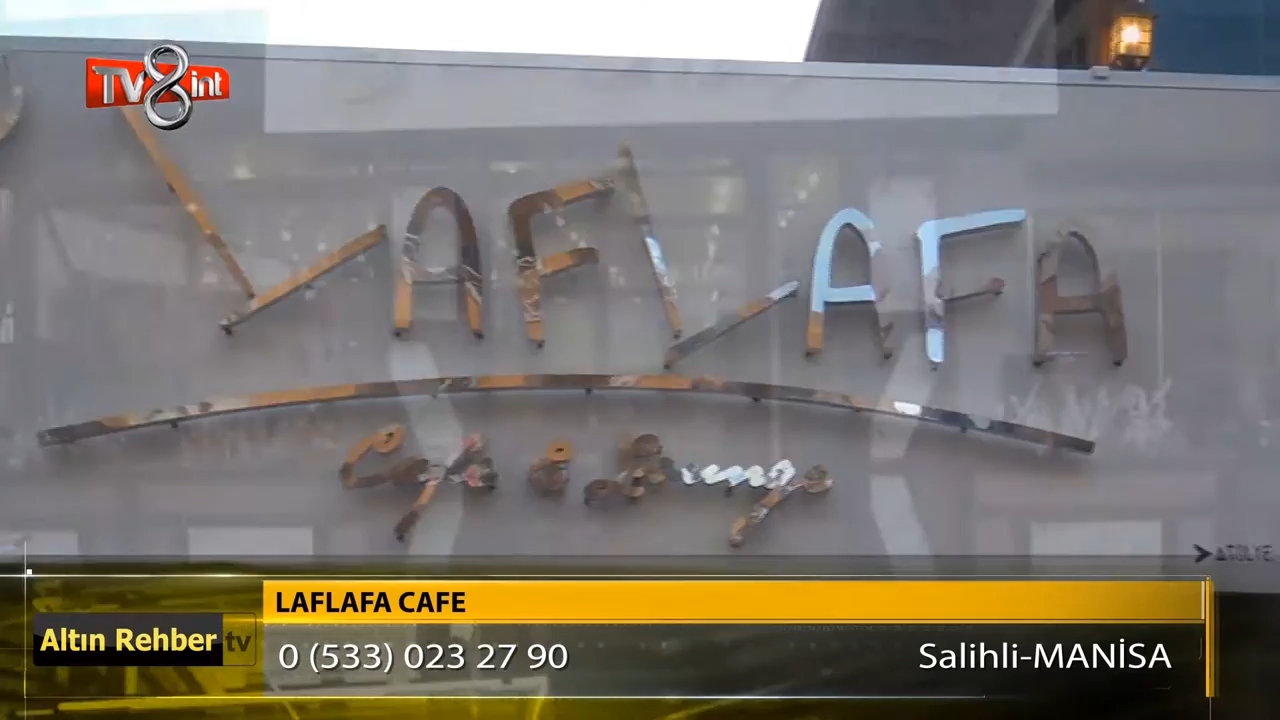 TV8int
LAFLAFA
LAFLAFA CAFE
Altın Rehber tv
0 (533) 023 27 90
Salihli-MANİSA